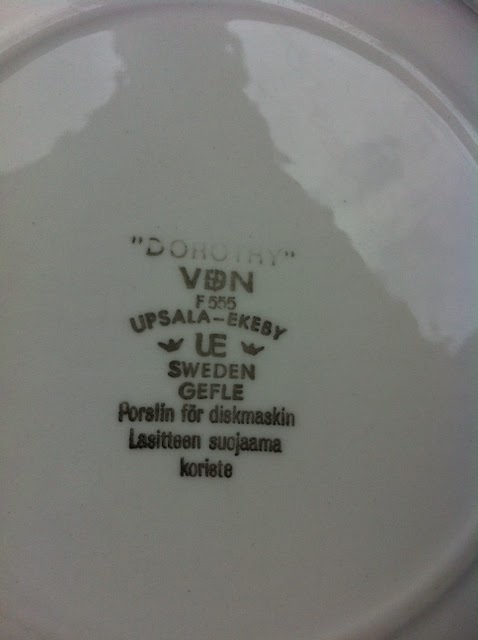 "DOROTHY"
VDN
F 555
UPSALA-EKEBY
UE
SWEDEN
GEFLE
Porslin för diskmaskin
Lasitteen suojaama
koriste